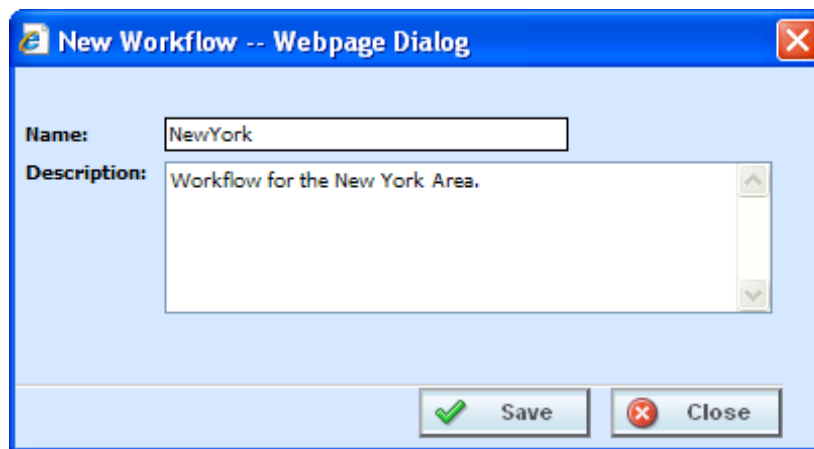 New Workflow -- Webpage Dialog
Name: NewYork
Description: Workflow for the New York Area.
Save Close